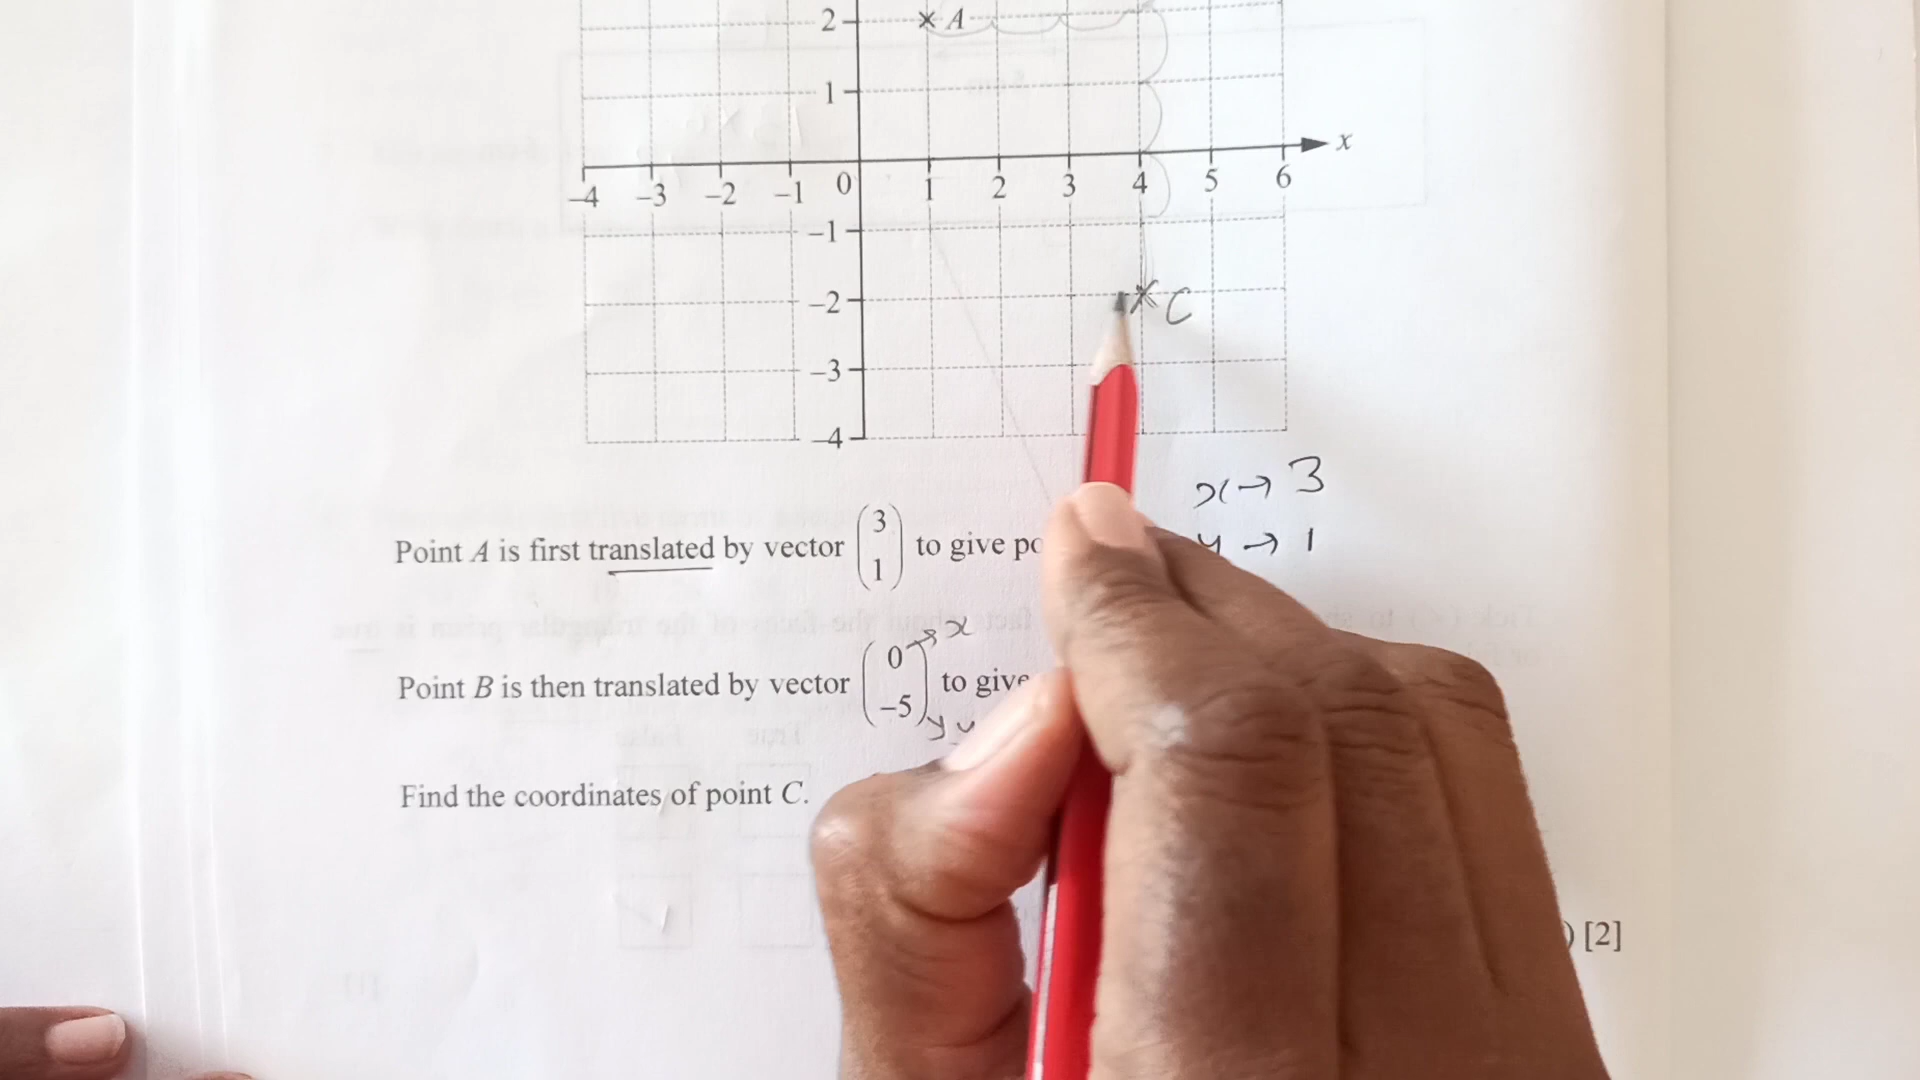 2 A
1
x
-4 -3 -2 -1 0 1 2 3 4 5 6
-1
-2 C
-3
-4
x → 3
Point A is first translated by vector (3 1) to give
y → 1
x
Point B is then translated by vector (0 -5) to give
y
Find the coordinates of point C.
) [2]